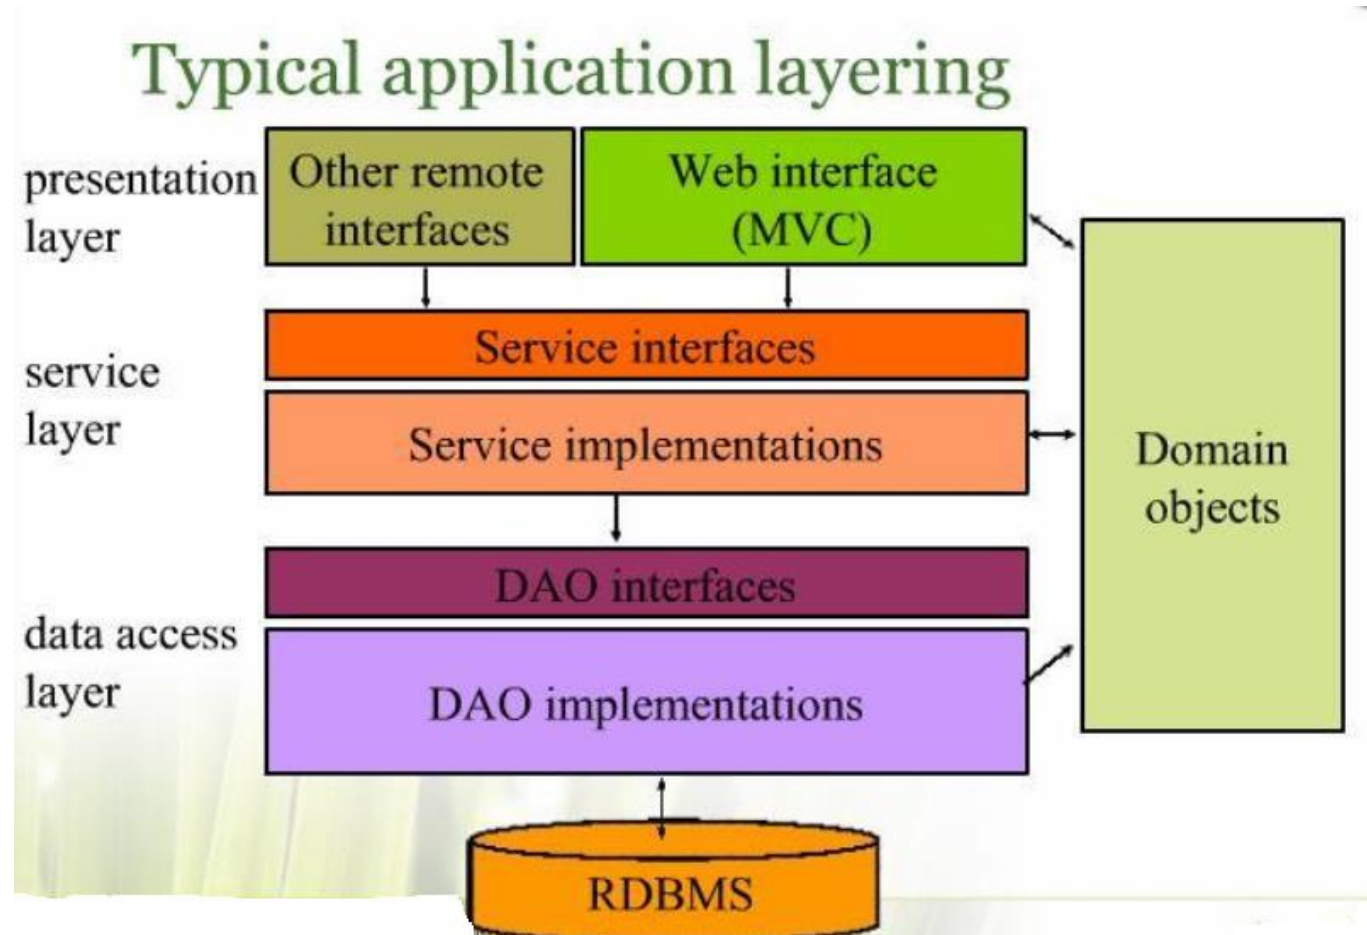 Typical application layering
presentation
layer
Other remote
interfaces
Web interface
(MVC)
service
layer
Service interfaces
Service implementations
Domain
objects
data access
layer
DAO interfaces
DAO implementations
RDBMS